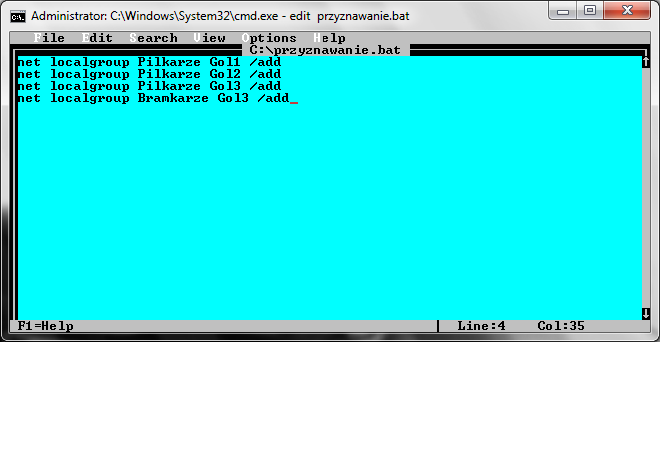 Administrator: C:\Windows\System32\cmd.exe - edit przyznawanie.bat
File Edit Search View Options Help
C:\przyznawanie.bat
net localgroup Pilkarze Gol1 /add
net localgroup Pilkarze Gol2 /add
net localgroup Pilkarze Gol3 /add
net localgroup Bramkarze Gol3 /add_
F1=Help Line:4 Col:35